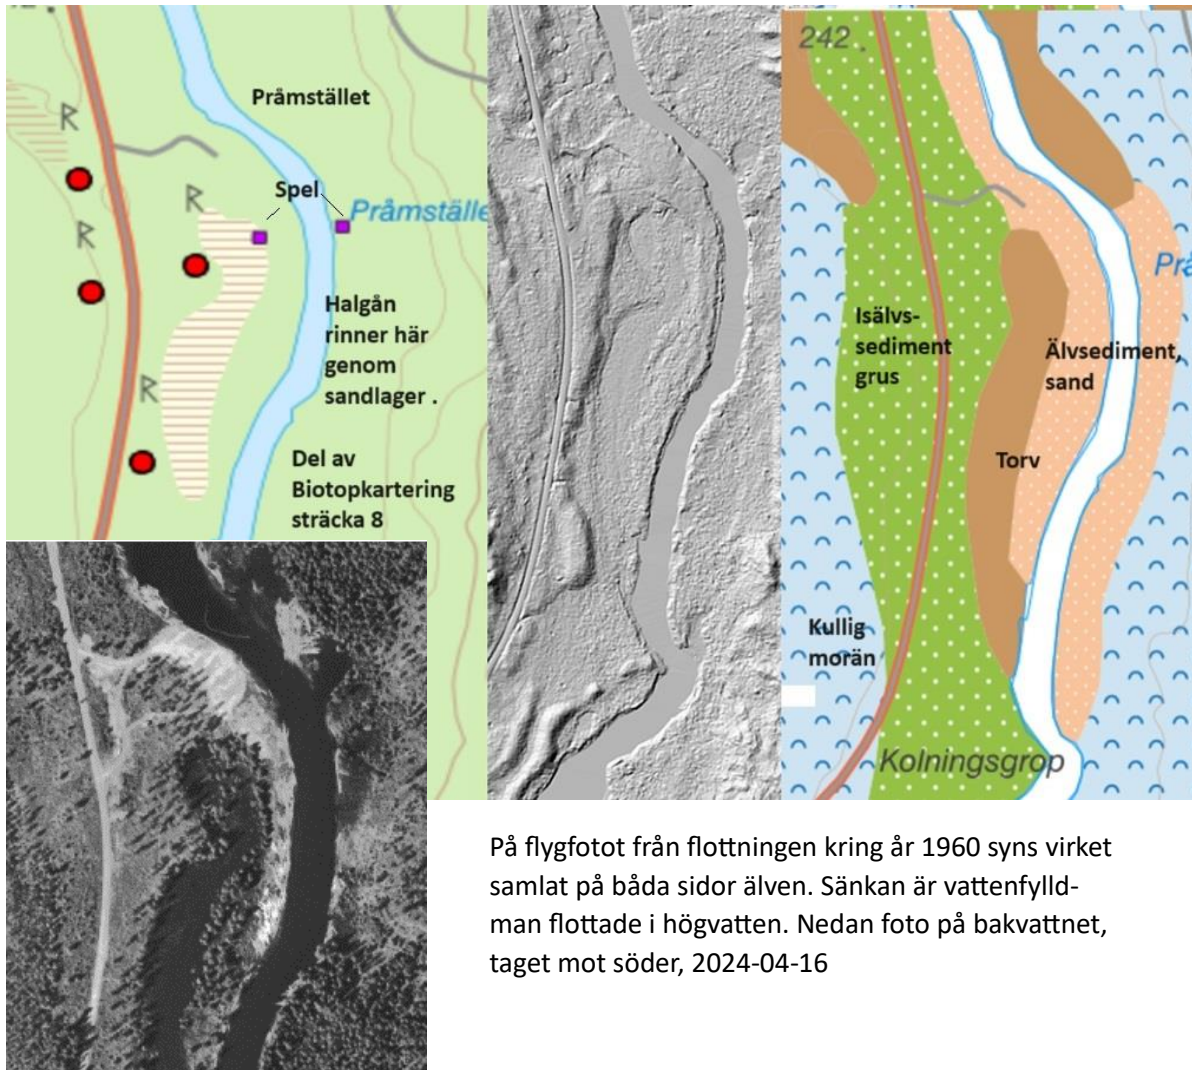 Pråmstället
Spel
Pråmställe
Halgån
rinner här
genom
sandlager .
Del av
Biotopkartering
sträcka 8
242 .
Prå
Isälvs-
sediment
grus
Älvsediment,
sand
Torv
Kullig
morän
Kolningsgrop
På flygfotot från flottningen kring år 1960 syns virket
samlat på båda sidor älven. Sänkan är vattenfylld-
man flottade i högvatten. Nedan foto på bakvattnet,
taget mot söder, 2024-04-16